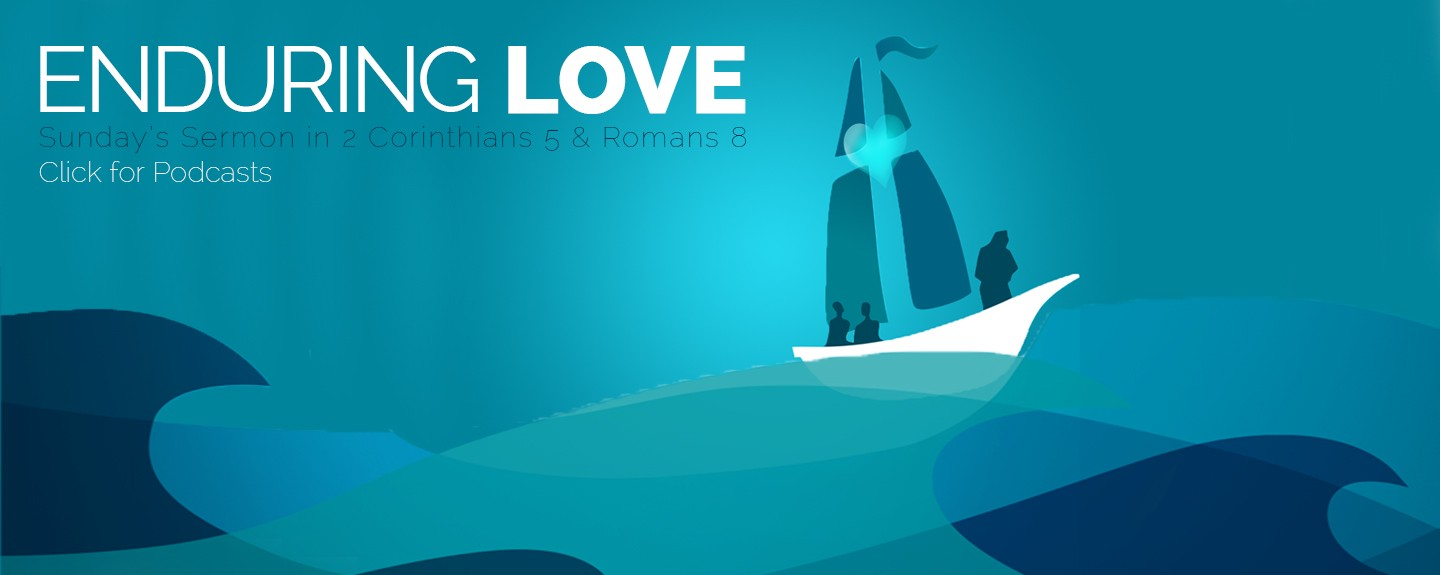 ENDURING LOVE
Sunday's Sermon in 2 Corinthians 5 & Romans 8
Click for Podcasts